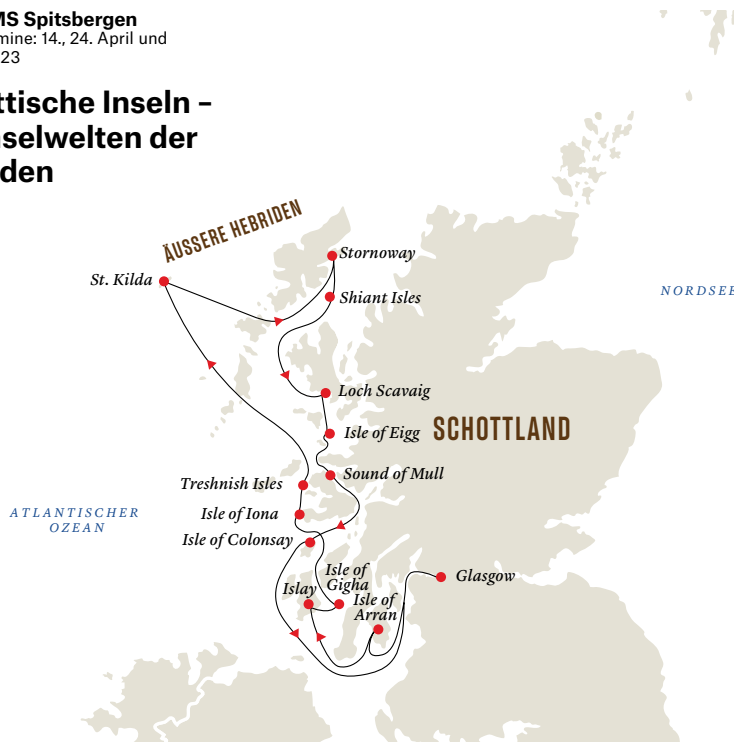 MS Spitsbergen
mine: 14., 24. April und
23
ttische Inseln –
selwelten der
den
ÄUSSERE HEBRIDEN
Stornoway
St. Kilda
Shiant Isles
NORDSEE
Loch Scavaig
Isle of Eigg
SCHOTTLAND
Sound of Mull
Treshnish Isles
ATLANTISCHER
OZEAN
Isle of Iona
Isle of Colonsay
Isle of
Gigha
Glasgow
Islay
Isle of
Arran